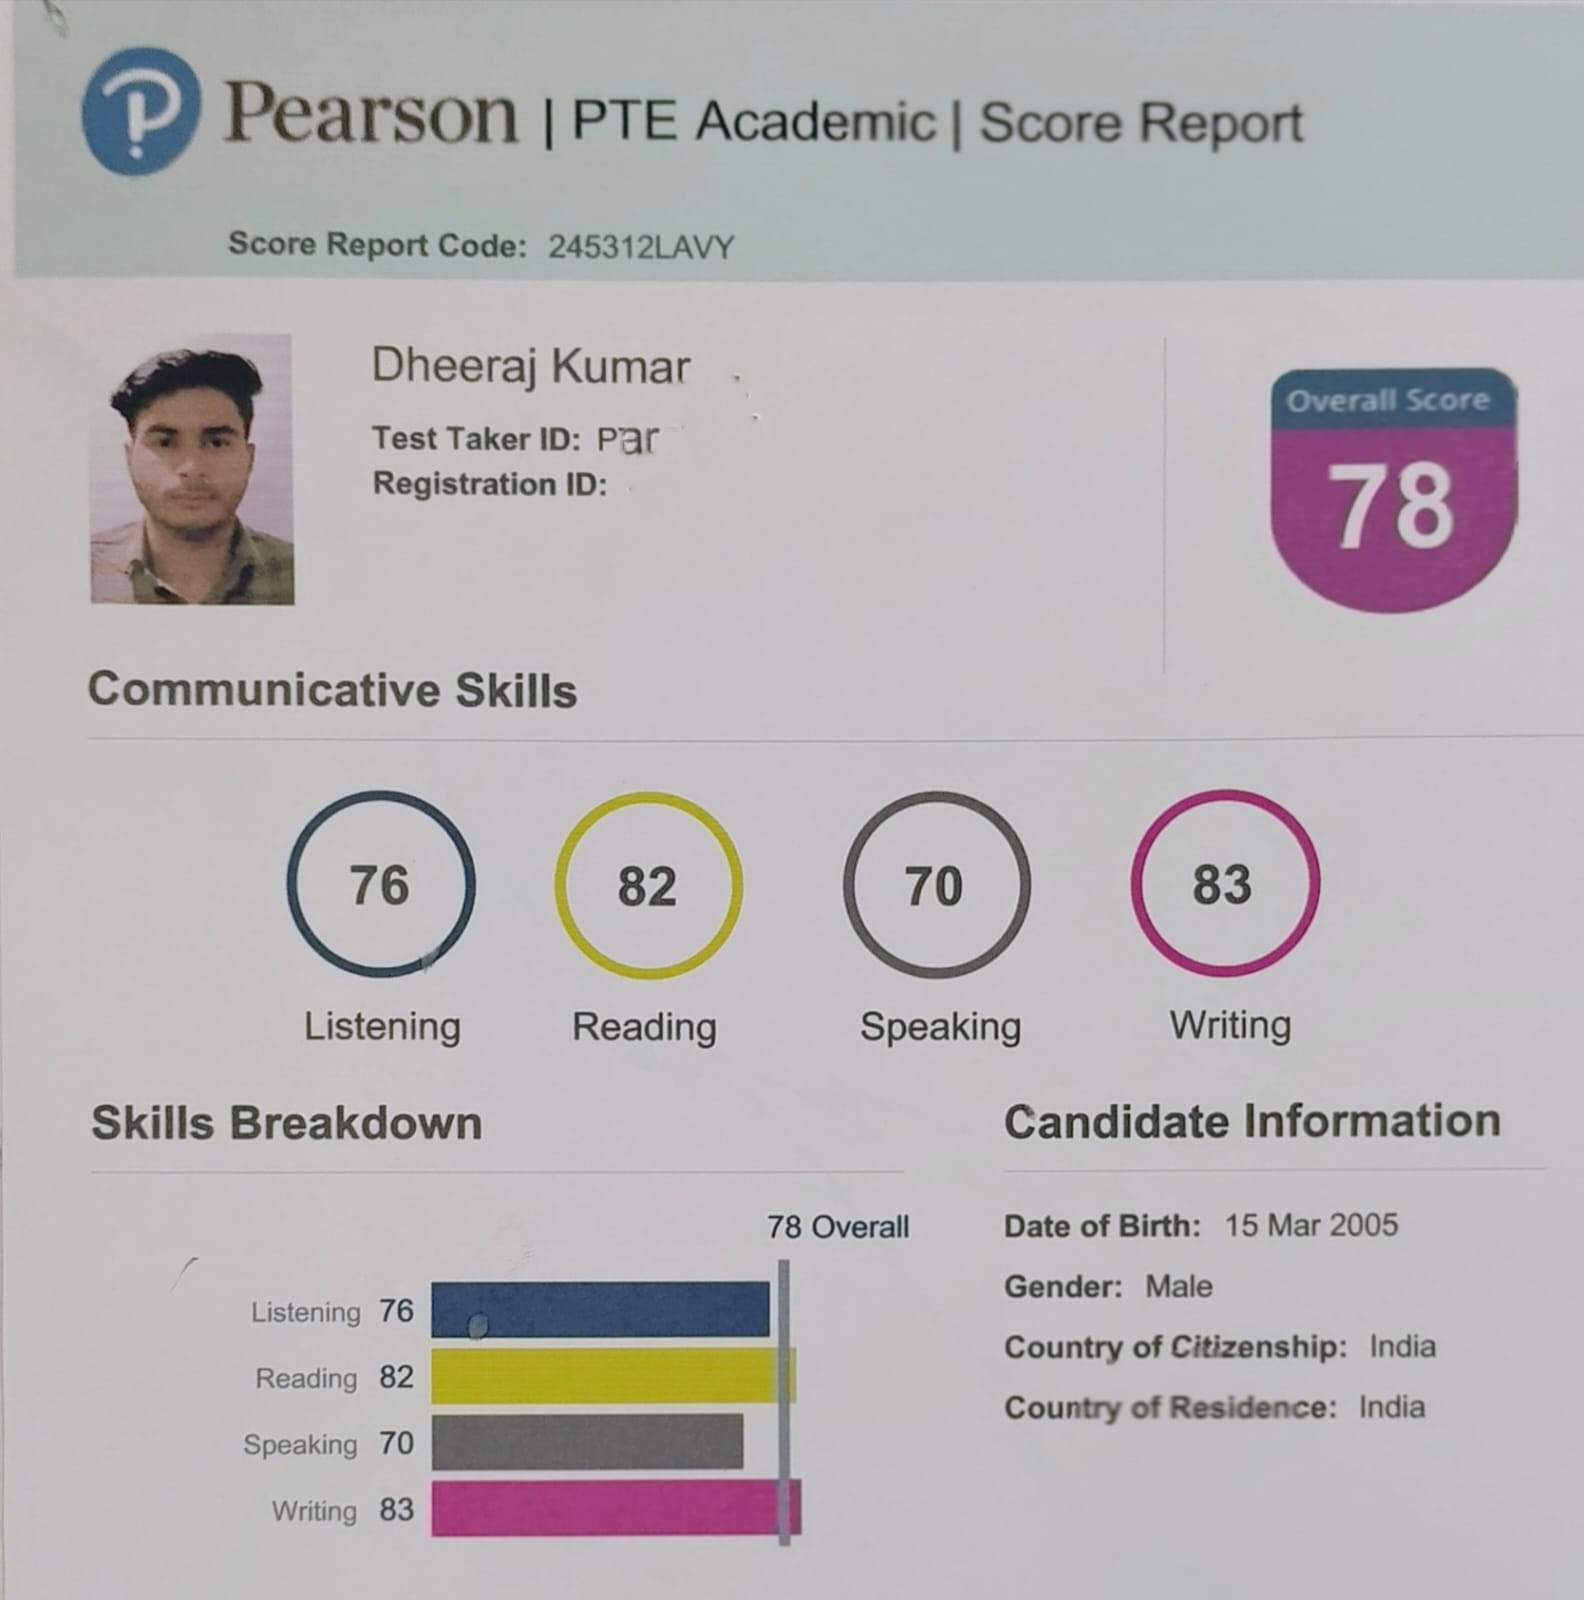 Pearson | PTE Academic | Score Report
Score Report Code: 245312LAVY
Dheeraj Kumar
Test Taker ID: Par
Registration ID:
Overall Score
78
Communicative Skills
76 82 70 83
Listening Reading Speaking Writing
Skills Breakdown
78 Overall
Listening 76
Reading 82
Speaking 70
Writing 83
Candidate Information
Date of Birth: 15 Mar 2005
Gender: Male
Country of Citizenship: India
Country of Residence: India